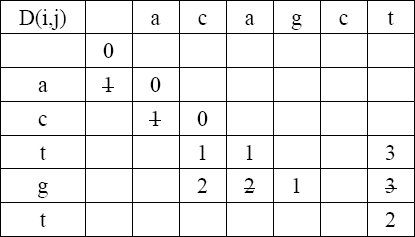 D(i,j) a c a g c t
0
a 1 0
c 1 0
t 1 1 3
g 2 2 1 3
t 2